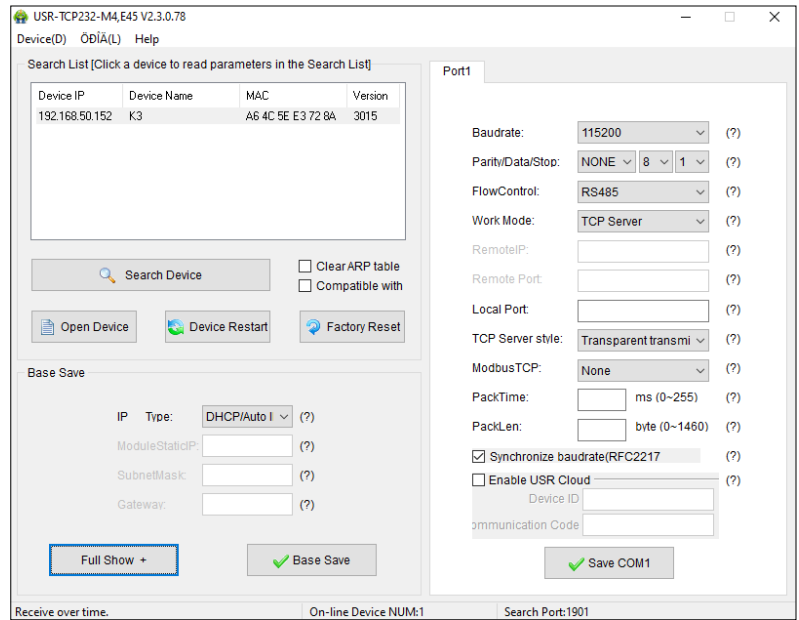 USR-TCP232-M4,E45 V2.3.0.78
Device(D) ÖÐÎÄ(L) Help
Search List [Click a device to read parameters in the Search List]
Device IP Device Name MAC Version
192.168.50.152 K3 A6 4C 5E E3 72 8A 3015
Search Device
Clear ARP table
Compatible with
Open Device
Device Restart
Factory Reset
Base Save
IP Type: DHCP/Auto I (?)
ModuleStaticIP: (?)
SubnetMask: (?)
Gateway: (?)
Full Show +
Base Save
Port1
Baudrate: 115200 (?)
Parity/Data/Stop: NONE 8 1 (?)
FlowControl: RS485 (?)
Work Mode: TCP Server (?)
RemoteIP: (?)
Remote Port: (?)
Local Port: (?)
TCP Server style: Transparent transmi (?)
ModbusTCP: None (?)
PackTime: ms (0~255) (?)
PackLen: byte (0~1460) (?)
Synchronize baudrate(RFC2217 (?)
Enable USR Cloud (?)
Device ID
ommunication Code
Save COM1
Receive over time. On-line Device NUM:1 Search Port:1901